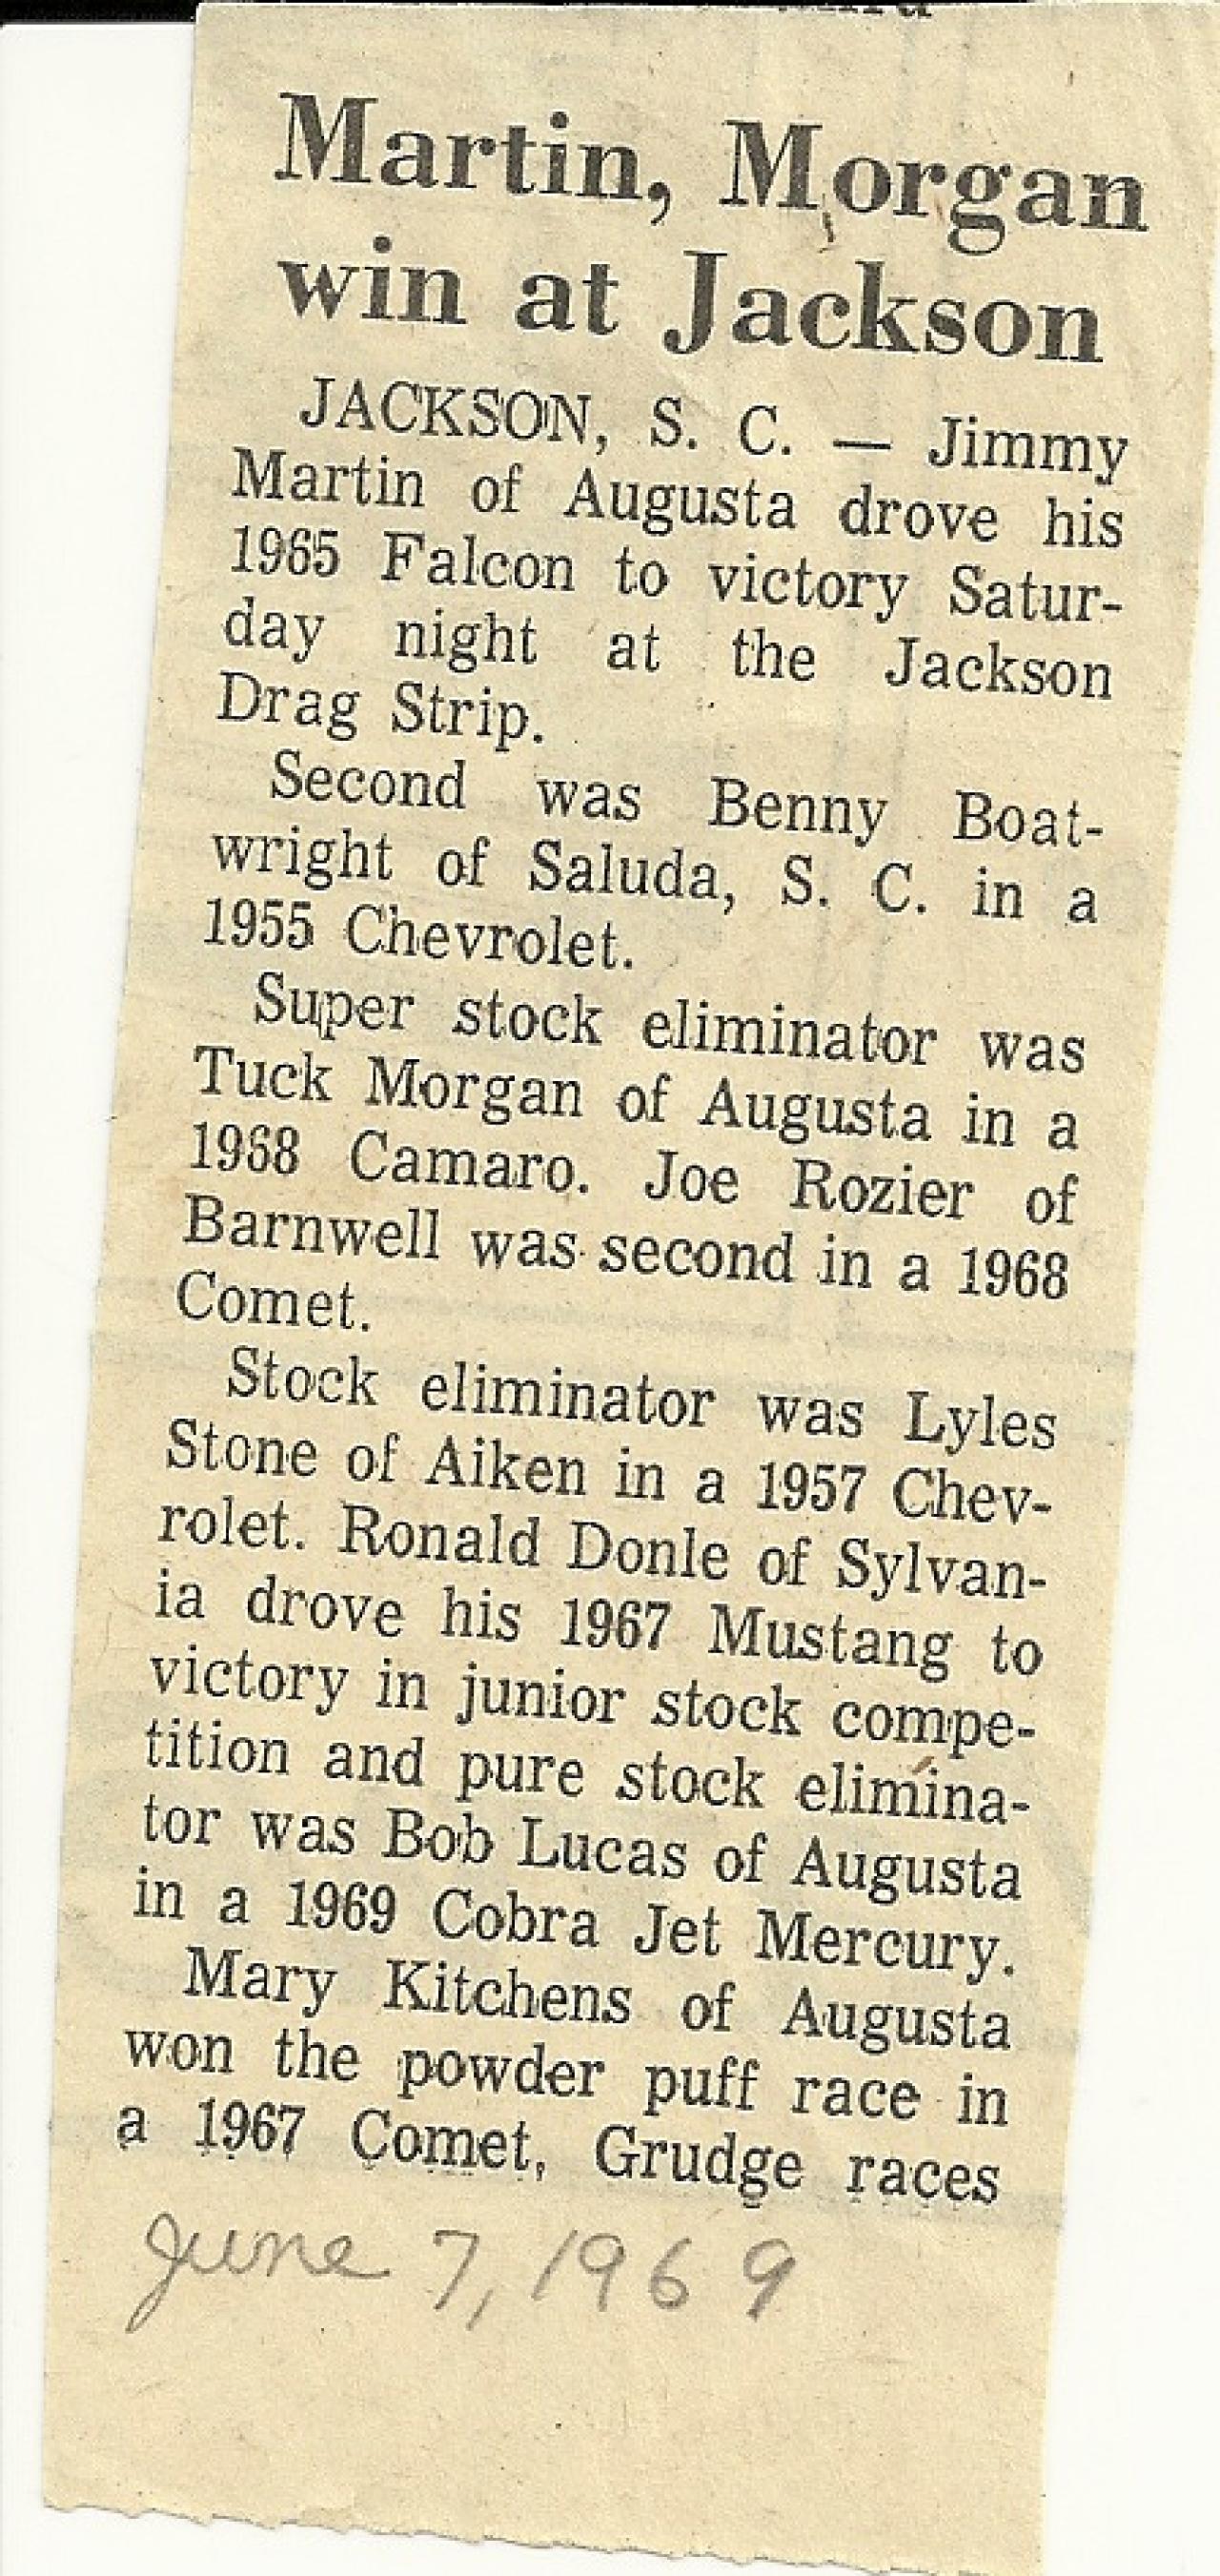 Martin, Morgan
win at Jackson
JACKSON, S. C. — Jimmy
Martin of Augusta drove his
1965 Falcon to victory Satur-
day night at the Jackson
Drag Strip.
Second was Benny Boat-
wright of Saluda, S. C. in a
1955 Chevrolet.
Super stock eliminator was
Tuck Morgan of Augusta in a
1968 Camaro. Joe Rozier of
Barnwell was second in a 1968
Comet.
Stock eliminator was Lyles
Stone of Aiken in a 1957 Chev-
rolet. Ronald Donle of Sylvan-
ia drove his 1967 Mustang to
victory in junior stock compe-
tition and pure stock elimina-
tor was Bob Lucas of Augusta
in a 1969 Cobra Jet Mercury.
Mary Kitchens of Augusta
won the powder puff race in
a 1967 Comet, Grudge races
June 7, 1969